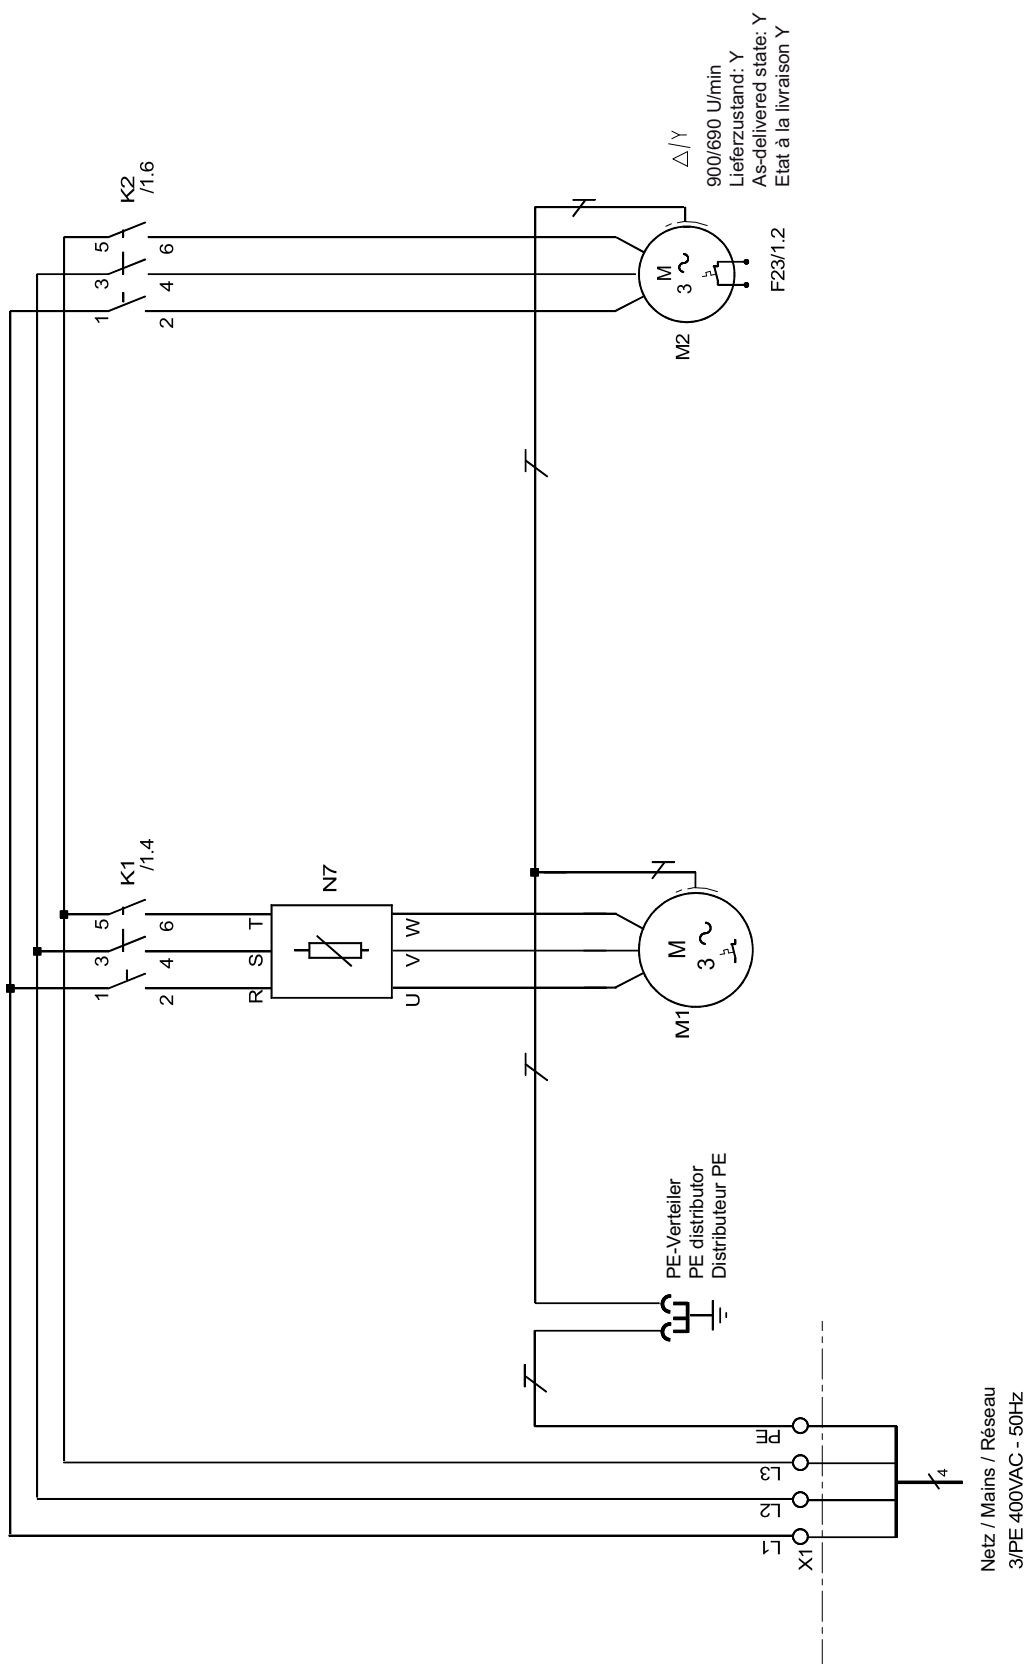 1 3 5
K1
/1.4
2 4 6
1 3 5
K2
/1.6
2 4 6
R S T
N7
U V W
M1
M
3 ~
M2
M
3 ~
△/Y
900/690 U/min
Lieferzustand: Y
As-delivered state: Y
Etat à la livraison Y
F23/1.2
PE-Verteiler
PE distributor
Distributeur PE
L1 L2 L3 PE
X1
4
Netz / Mains / Réseau
3/PE 400VAC - 50Hz